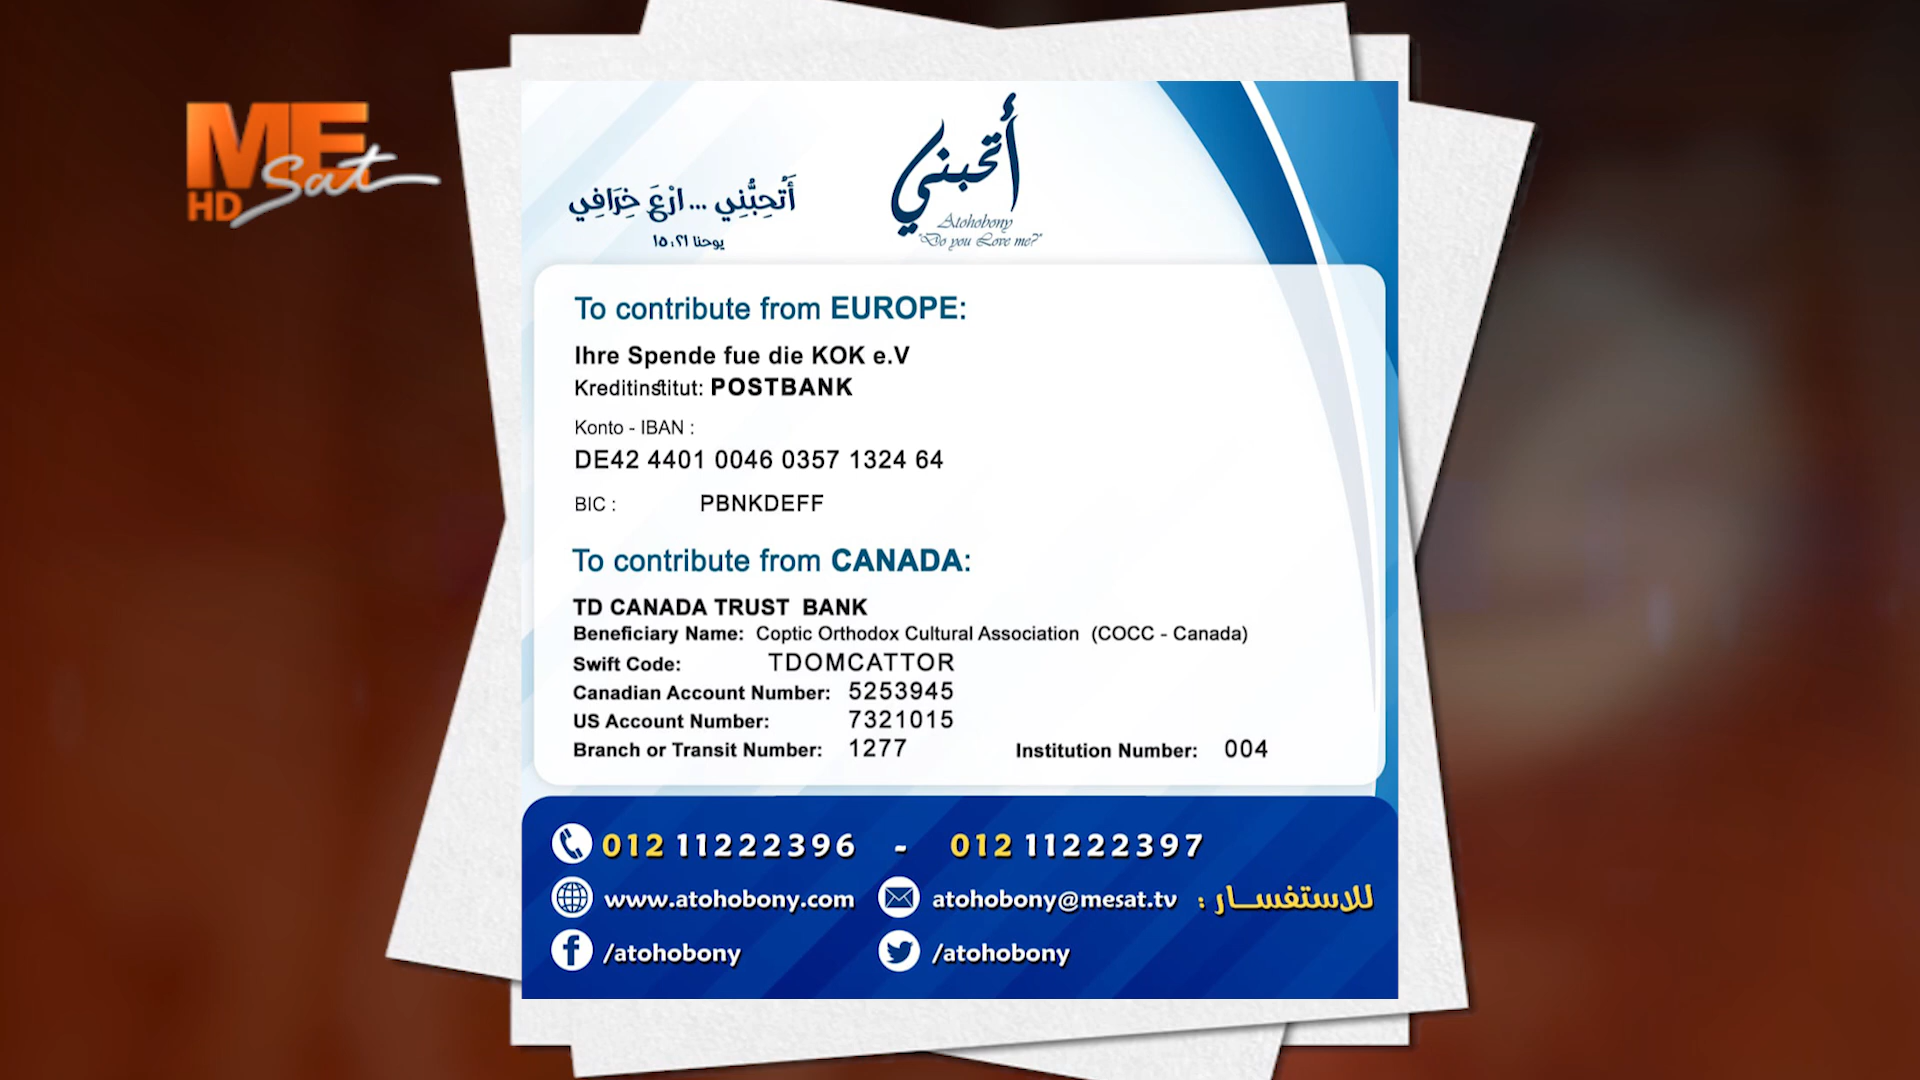 ME
Sat
HD
أَتُحِبُّنِي ... ارْعَ خِرَافِي
يوحنا ٢١: ١٥
أتحبني
Atohobony
"Do you Love me?"
To contribute from EUROPE:
Ihre Spende fue die KOK e.V
Kreditinstitut: POSTBANK
Konto - IBAN :
DE42 4401 0046 0357 1324 64
BIC : PBNKDEFF
To contribute from CANADA:
TD CANADA TRUST BANK
Beneficiary Name: Coptic Orthodox Cultural Association (COCC - Canada)
Swift Code: TDOMCATTOR
Canadian Account Number: 5253945
US Account Number: 7321015
Branch or Transit Number: 1277 Institution Number: 004
012 11222396 - 012 11222397
www.atohobony.com atohobony@mesat.tv للاستفسار :
/atohobony /atohobony